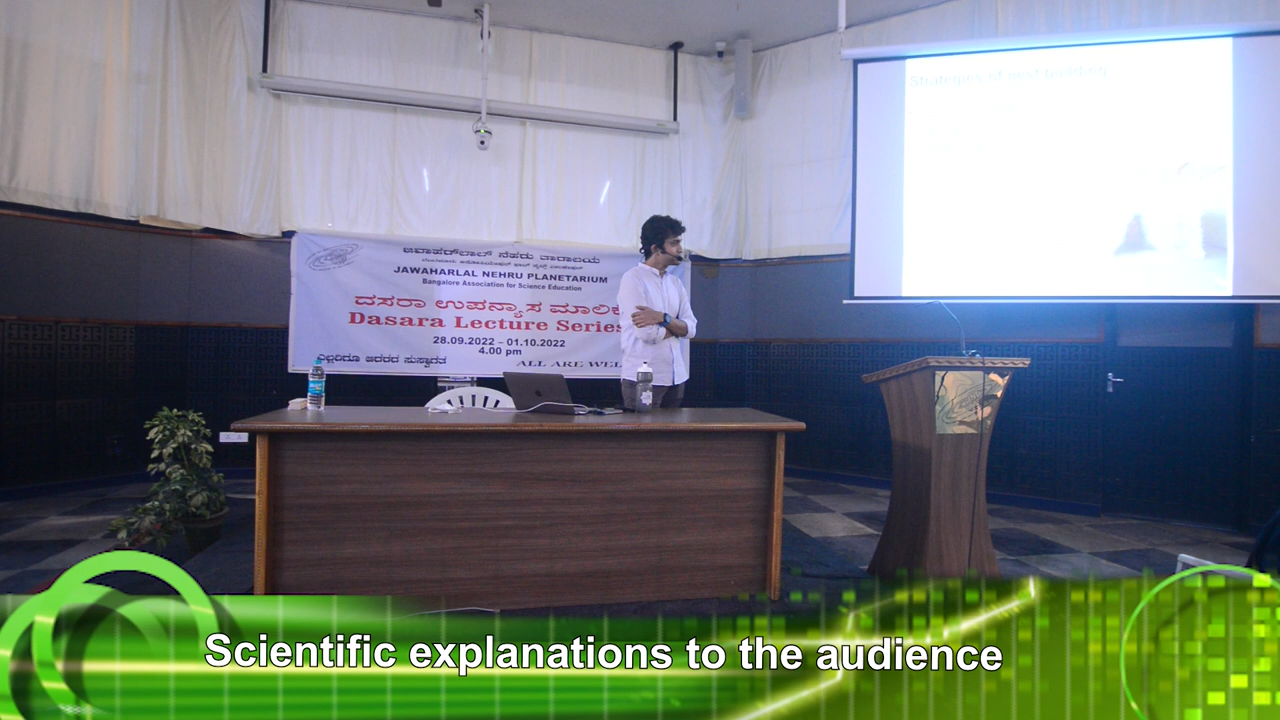 Strategies of nest building
ಜವಾಹರ್‌ಲಾಲ್ ನೆಹರು ತಾರಾಲಯ
JAWAHARLAL NEHRU PLANETARIUM
Bangalore Association for Science Education
ದಸರಾ ಉಪನ್ಯಾಸ ಮಾಲಿಕೆ
Dasara Lecture Series
28.09.2022 – 01.10.2022
4.00 pm
ಎಲ್ಲರಿಗೂ ಆದರದ ಸುಸ್ವಾಗತ
ALL ARE WEL
Scientific explanations to the audience